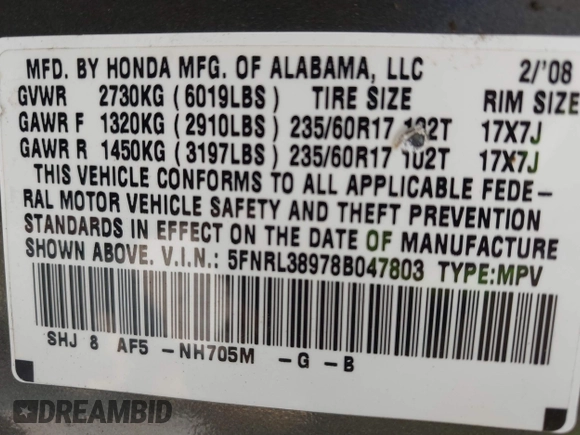 MFD. BY HONDA MFG. OF ALABAMA, LLC 2/'08
GVWR 2730KG (6019LBS) TIRE SIZE RIM SIZE
GAWR F 1320KG (2910LBS) 235/60R17 102T 17X7J
GAWR R 1450KG (3197LBS) 235/60R17 102T 17X7J
THIS VEHICLE CONFORMS TO ALL APPLICABLE FEDE-
RAL MOTOR VEHICLE SAFETY AND THEFT PREVENTION
STANDARDS IN EFFECT ON THE DATE OF MANUFACTURE
SHOWN ABOVE. V.I.N.: 5FNRL38978B047803 TYPE:MPV
SHJ 8 AF5 -NH705M -G -B
DREAMBID